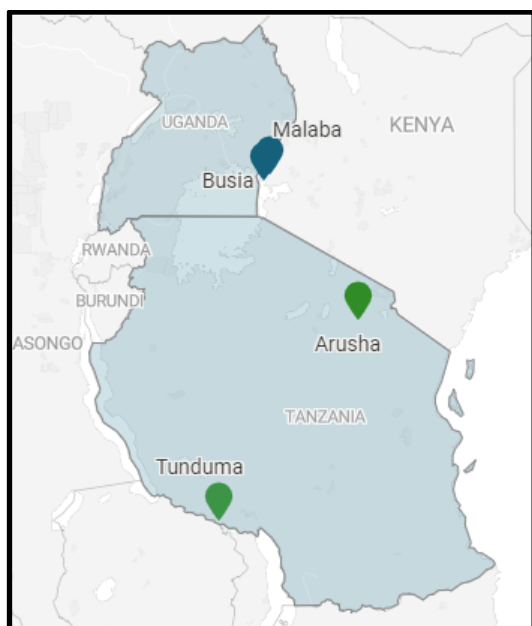 UGANDA
Malaba
KENYA
Busia
RWANDA
BURUNDI
ASONGO
Arusha
TANZANIA
Tunduma